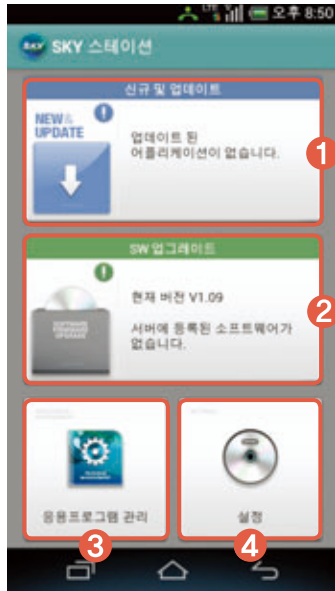 LTE 오후 8:50
SKY SKY 스테이션
신규 및 업데이트
NEW&
UPDATE
업데이트 된
어플리케이션이 없습니다.
1
SW 업그레이드
현재 버전 V1.09
서버에 등록된 소프트웨어가
없습니다.
2
응용프로그램 관리
설정
3
4